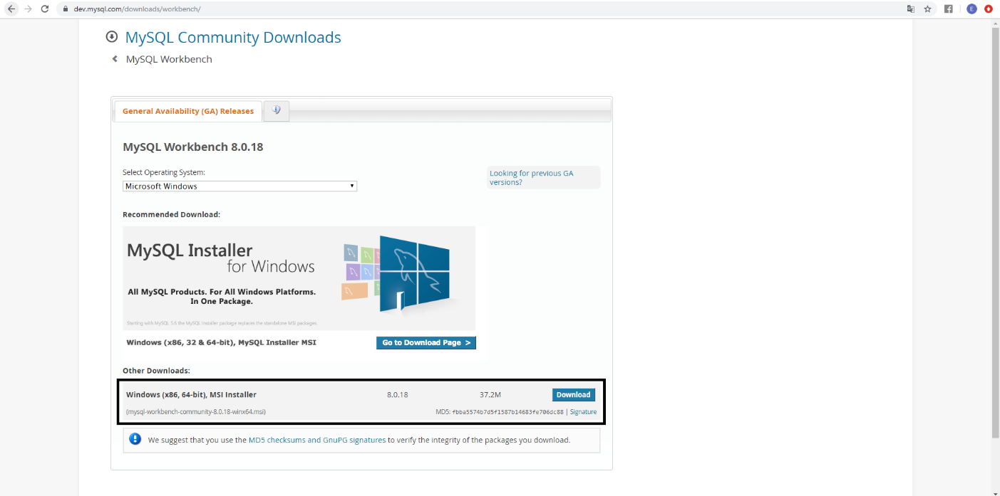 dev.mysql.com/downloads/workbench/
E
MySQL Community Downloads
MySQL Workbench
General Availability (GA) Releases
MySQL Workbench 8.0.18
Select Operating System:
Microsoft Windows
Looking for previous GA
versions?
Recommended Download:
MySQL Installer
for Windows
All MySQL Products. For All Windows Platforms.
In One Package.
Starting with MySQL 5.6 the MySQL Installer package replaces the standalone MSI packages.
Windows (x86, 32 & 64-bit), MySQL Installer MSI
Go to Download Page >
Other Downloads:
Windows (x86, 64-bit), MSI Installer 8.0.18 37.2M Download
(mysql-workbench-community-8.0.18-winx64.msi) MD5: fbba5574b7d5f1587b14683fe706dc88 | Signature
We suggest that you use the MD5 checksums and GnuPG signatures to verify the integrity of the packages you download.